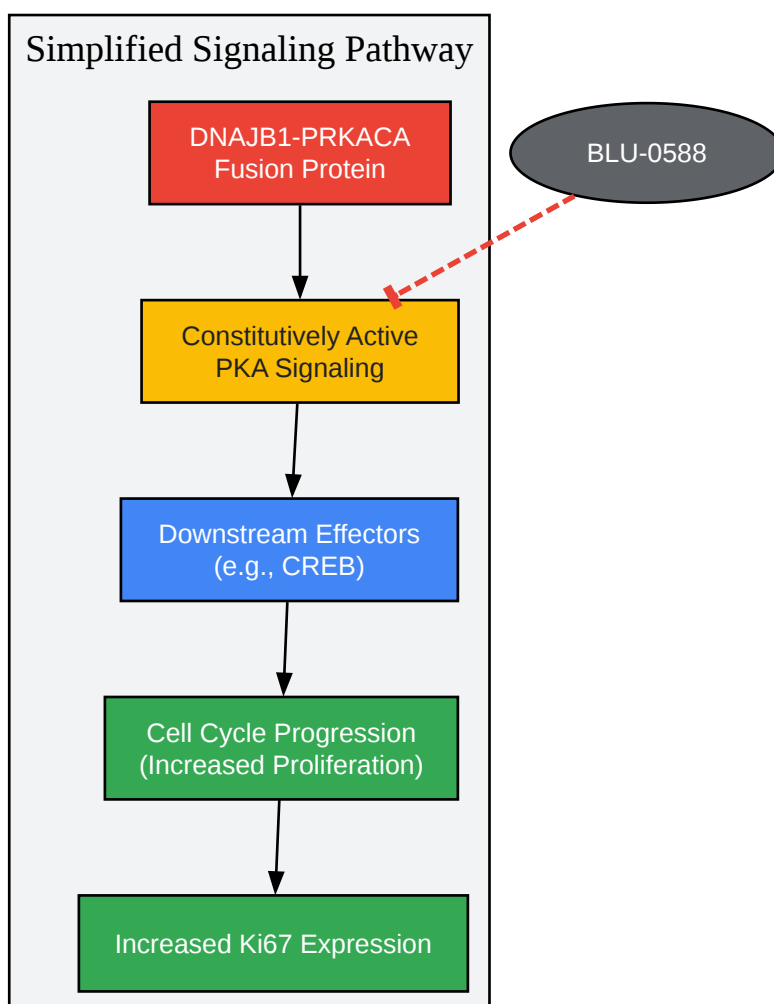 Simplified Signaling Pathway
DNAJB1-PRKACA
Fusion Protein
BLU-0588
Constitutively Active
PKA Signaling
Downstream Effectors
(e.g., CREB)
Cell Cycle Progression
(Increased Proliferation)
Increased Ki67 Expression